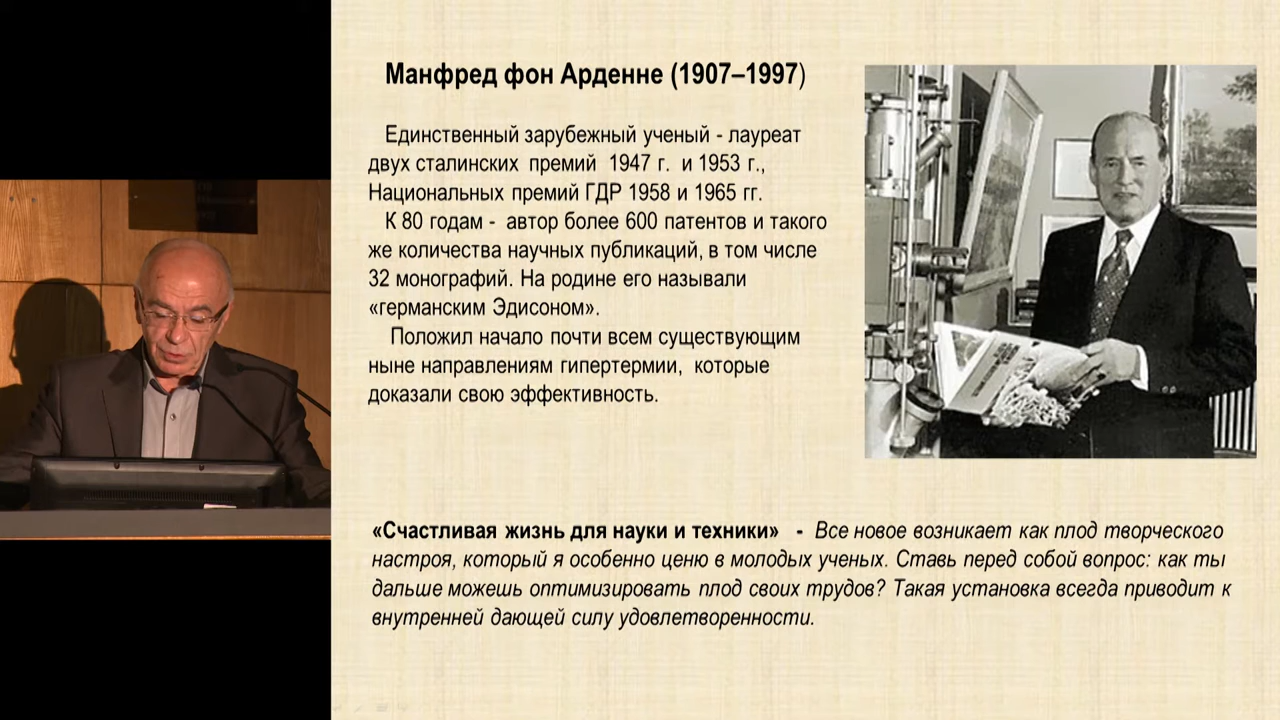 Манфред фон Арденне (1907–1997)
Единственный зарубежный ученый - лауреат
двух сталинских премий 1947 г. и 1953 г.,
Национальных премий ГДР 1958 и 1965 гг.
К 80 годам - автор более 600 патентов и такого
же количества научных публикаций, в том числе
32 монографий. На родине его называли
«германским Эдисоном».
Положил начало почти всем существующим
ныне направлениям гипертермии, которые
доказали свою эффективность.
«Счастливая жизнь для науки и техники» - Все новое возникает как плод творческого
настроя, который я особенно ценю в молодых ученых. Ставь перед собой вопрос: как ты
дальше можешь оптимизировать плод своих трудов? Такая установка всегда приводит к
внутренней дающей силу удовлетворенности.